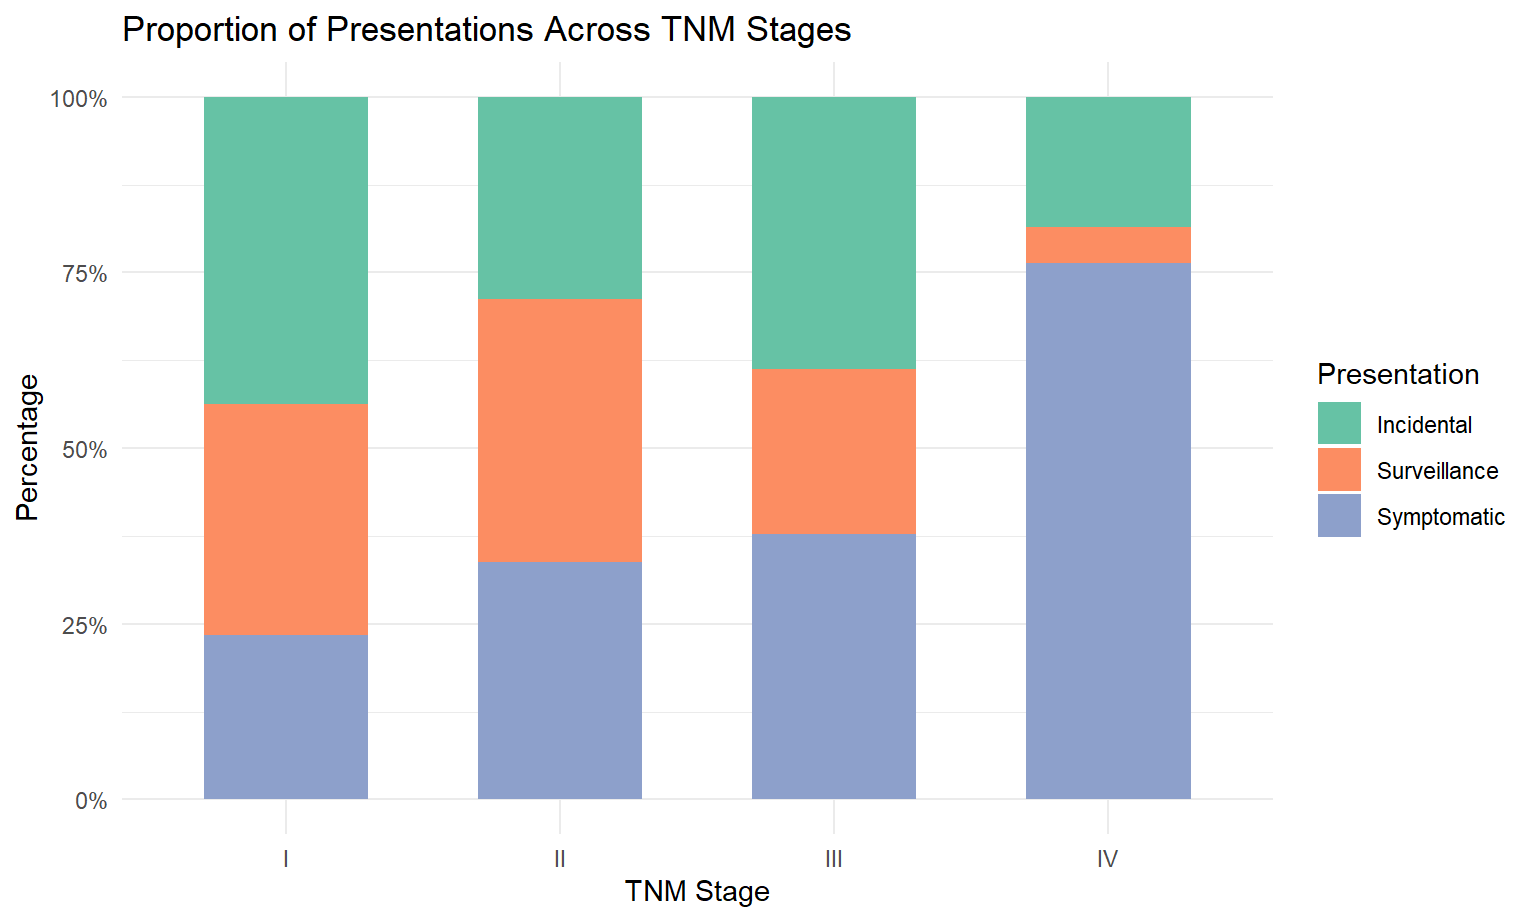 Proportion of Presentations Across TNM Stages
100%
75%
50%
25%
0%
Percentage
I
II
III
IV
TNM Stage
Presentation
Incidental
Surveillance
Symptomatic